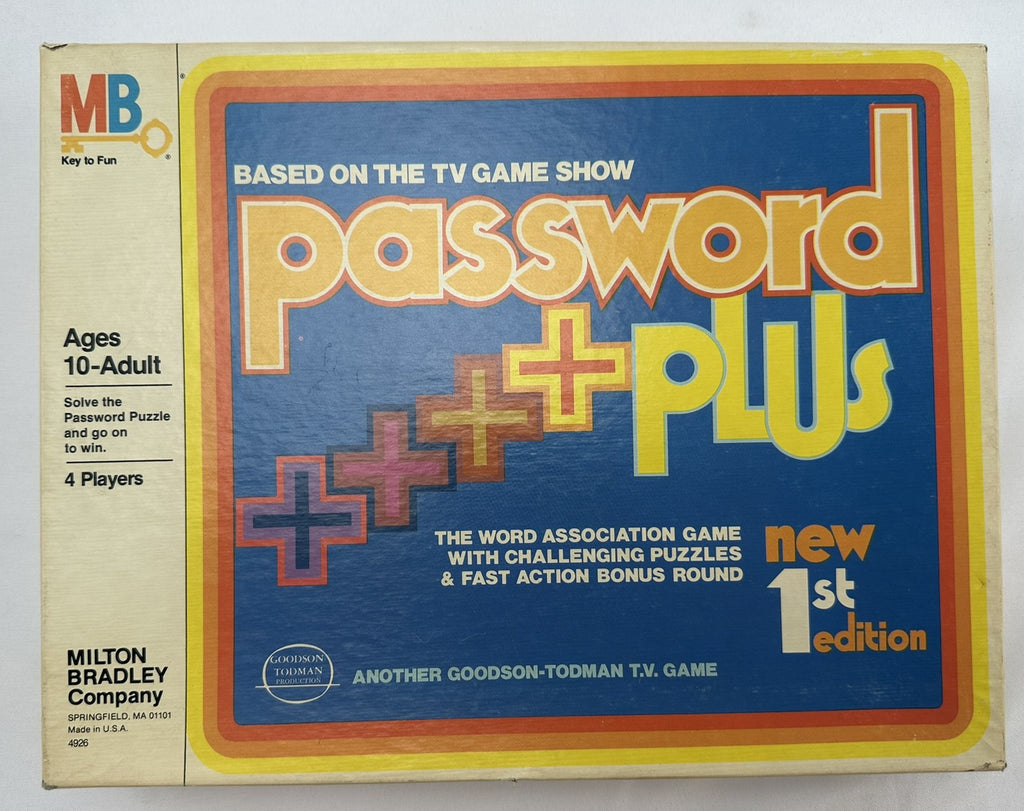 MB
Key to Fun
Ages
10-Adult
Solve the
Password Puzzle
and go on
to win.
4 Players
MILTON
BRADLEY
Company
SPRINGFIELD, MA 01101
Made in U.S.A.
4926
BASED ON THE TV GAME SHOW
password
plus
THE WORD ASSOCIATION GAME
WITH CHALLENGING PUZZLES
& FAST ACTION BONUS ROUND
new
1st
edition
GOODSON
TODMAN
PRODUCTION
ANOTHER GOODSON-TODMAN T.V. GAME